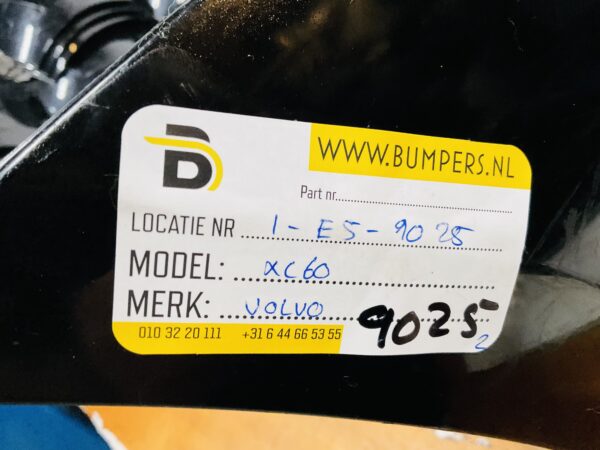 B
WWW.BUMPERS.NL
Part nr.
LOCATIE NR 1-E5-9025
MODEL: XC60
MERK: VOLVO
9025
2
010 32 20 111 +31 6 44 66 53 55